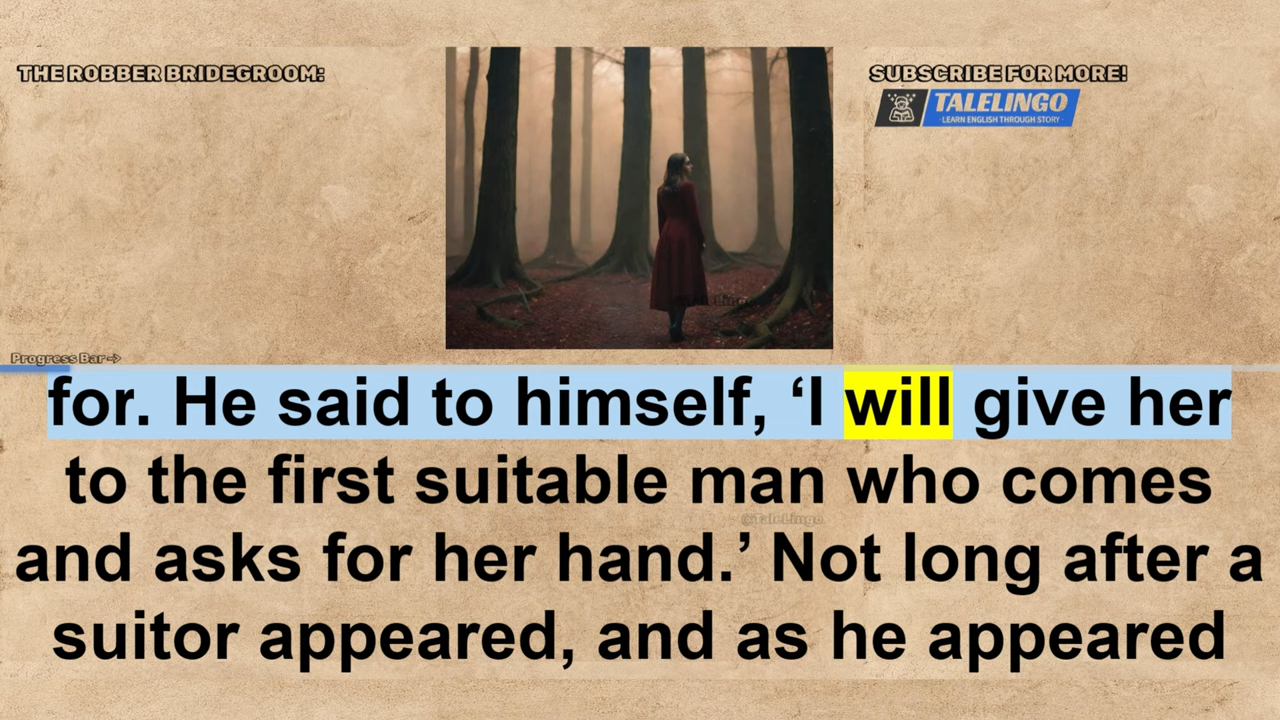 THE ROBBER BRIDEGROOM:
SUBSCRIBE FOR MORE!
TALELINGO
· LEARN ENGLISH THROUGH STORY ·
Progress Bar->
for. He said to himself, ‘I will give her
to the first suitable man who comes
@TaleLingo
and asks for her hand.’ Not long after a
suitor appeared, and as he appeared